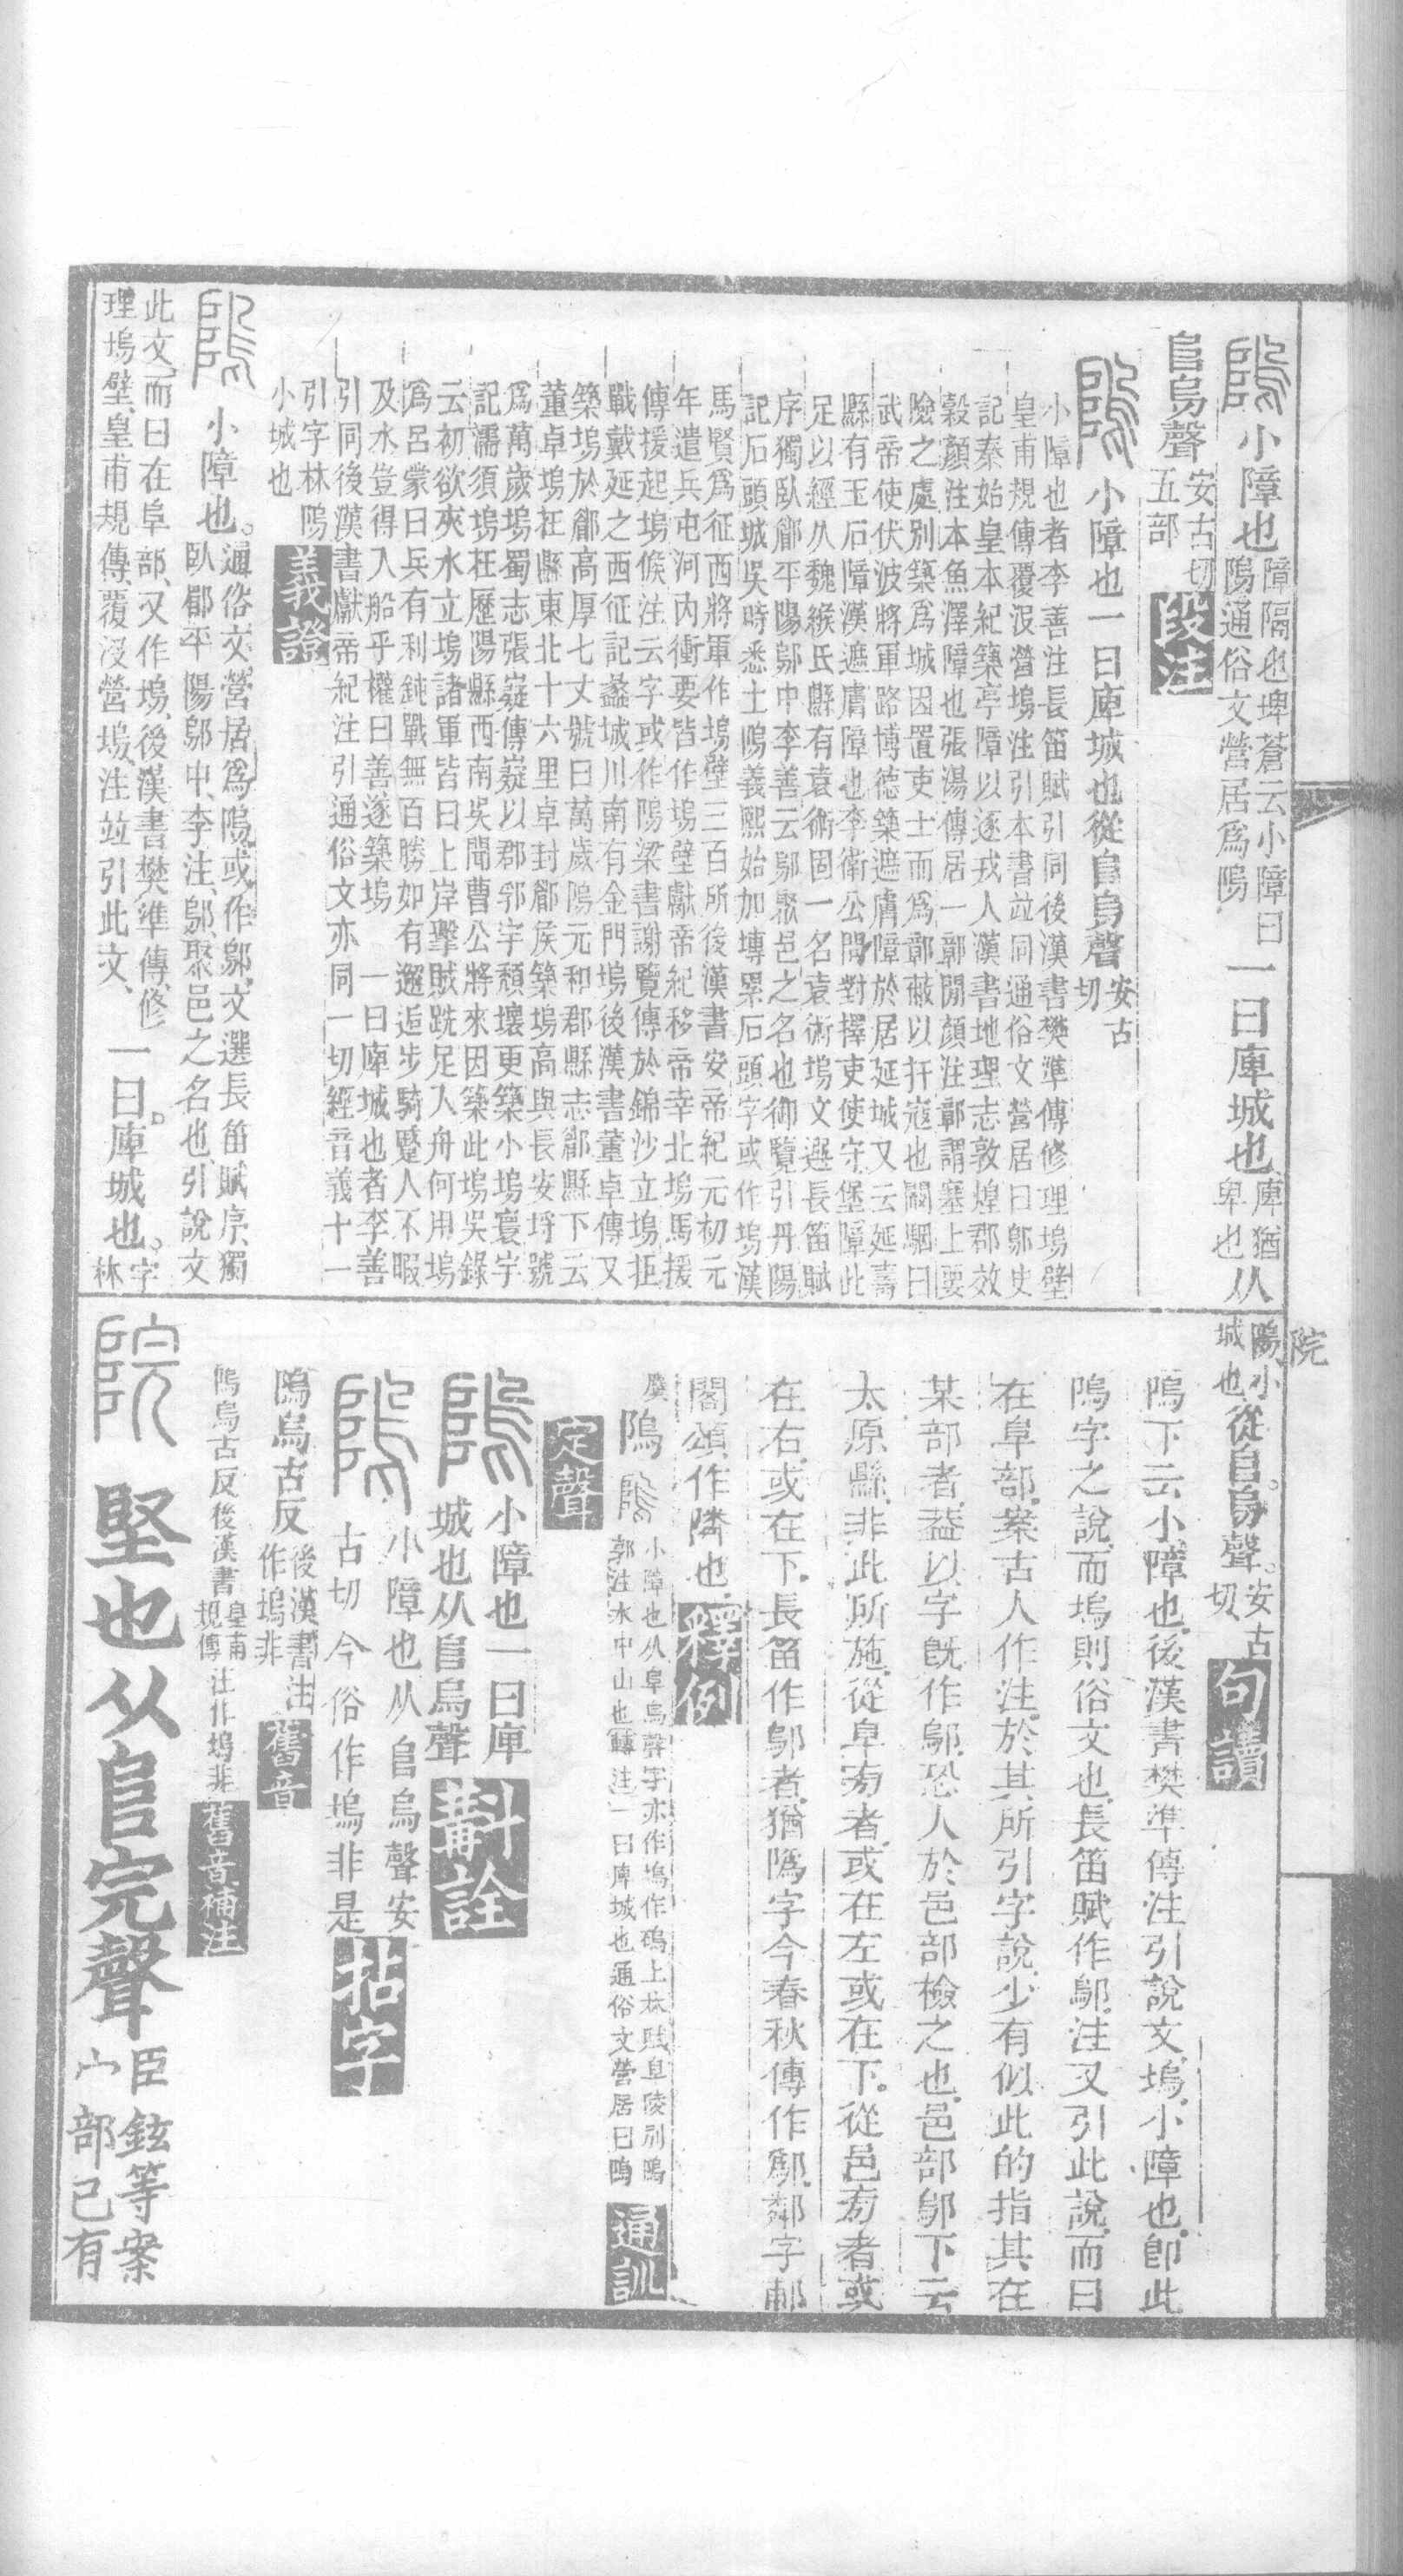 小障也障隔也埤蒼云小障曰
隖通俗文營居爲隖一曰庳城也庳猶
卑也从
𨸏烏聲安古切
五部段注
小障也一曰庳城也從𨸏烏聲安古
切
小障也者李善注長笛賦引同後漢書樊準傳修理塢壁
皇甫規傳覆沒營塢注引本書竝同通俗文營居曰鄔史
記秦始皇本紀築亭障以逐戎人漢書地理志敦煌郡效
穀顏注本魚澤障也張湯傳居一鄣閒顏注鄣謂塞上要
險之處別築爲城因置吏士而爲鄣蔽以扞寇也闞駰曰
武帝使伏波將軍路博德築遮虜障於居延城又云延壽
縣有玉石障漢遮虜障也李衛公問對擇吏使守堡障此
足以經久魏緱氏縣有袁術固一名袁術塢文選長笛賦
序獨臥郿平陽鄔中李善云鄔聚邑之名也御覽引丹陽
記石頭城吳時悉土隖義熙始加塼累石頭字或作塢漢
馬賢爲征西將軍作塢壁三百所後漢書安帝紀元初元
年遣兵屯河內衝要皆作塢壁獻帝紀移帝幸北塢馬援
傳援起塢候注云字或作隖梁書謝覽傳於錦沙立塢拒
戰戴延之西征記蠡城川南有金門塢後漢書董卓傳又
築塢於郿高厚七丈號曰萬歲隖元和郡縣志郿縣下云
董卓塢在縣東北十六里卓封郿侯築塢高與長安埒號
爲萬歲塢蜀志張嶷傳嶷以郡郛宇頹壞更築小塢寰宇
記濡須塢在歷陽縣西南吳聞曹公將來因築此塢吳錄
云初欲夾水立塢諸軍皆曰上岸擊賊跣足入舟何用塢
爲呂蒙曰兵有利鈍戰無百勝如有邂逅步騎蹙人不暇
及水豈得入船乎權曰善遂築塢 一曰庳城也者李善
引同後漢書獻帝紀注引通俗文亦同一切經音義十一
引字林隖
小城也義證
小障也。通俗文營居爲隖或作鄔文選長笛賦序獨
臥郿平陽鄔中李注鄔聚邑之名也引說文
此文而曰在阜部又作塢後漢書樊準傳修
理塢壁皇甫規傳覆沒營塢注竝引此文一曰。庳城也。字
林
隖小
城也從𨸏。烏聲。安古
切句讀
隖下云小障也後漢書樊準傳注引說文塢小障也卽此
隖字之說而塢則俗文也長笛賦作鄔注又引此說而曰
在阜部案古人作注於其所引字說少有似此的指其在
某部者蓋以字旣作鄔恐人於邑部檢之也邑部鄔下云
太原縣非此所施從阜㫄者或在左或在下從邑㫄者或
在右或在下長笛作鄔者猶隖字今春秋傳作鄔鄰字郙
閣頌作隣也釋例
廣隖小障也从阜烏聲字亦作塢作碼上林賦阜陵別隖
郭注水中山也轉注一曰庳城也通俗文營居曰隖通訓
定聲
小障也一曰庳
城也从𨸏烏聲斠詮
小障也从𨸏烏聲安
古切今俗作塢非是拈字
隖烏古反後漢書注
作塢非舊音
隖烏古反後漢書皇甫
規傳注作塢非舊音補注
堅也从𨸏完聲臣鉉等案
宀部已有
院